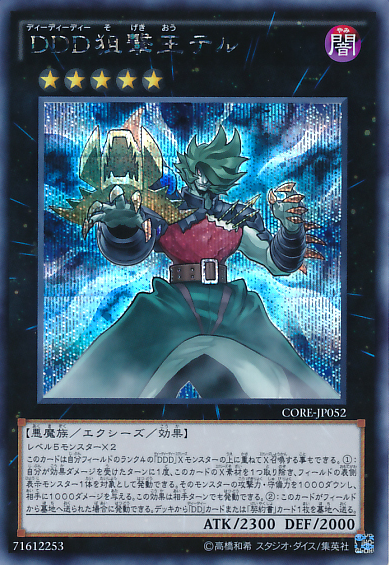 ディーディーディー そげきおう
DDD狙撃王テル
やみ
闇
CORE-JP052
【悪魔族/エクシーズ/効果】
レベル5モンスター×2
このカードは自分フィールドのランク4の「DDD」Xモンスターの上に重ねてX召喚する事もできる。①:
自分が効果ダメージを受けたターンに1度、このカードのX素材を1つ取り除き、フィールドの表側
表示モンスター1体を対象として発動できる。そのモンスターの攻撃力・守備力を1000ダウンし、
相手に1000ダメージを与える。この効果は相手ターンでも発動できる。②:このカードがフィールド
から墓地へ送られた場合に発動できる。デッキから「DD」カードまたは「契約書」カード1枚を墓地へ送る。
ATK/2300 DEF/2000
71612253
©高橋和希 スタジオ・ダイス/集英社